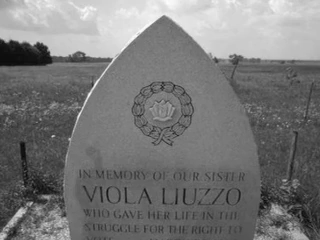 IN MEMORY OF OUR SISTER
VIOLA LIUZZO
WHO GAVE HER LIFE IN THE
STRUGGLE FOR THE RIGHT TO